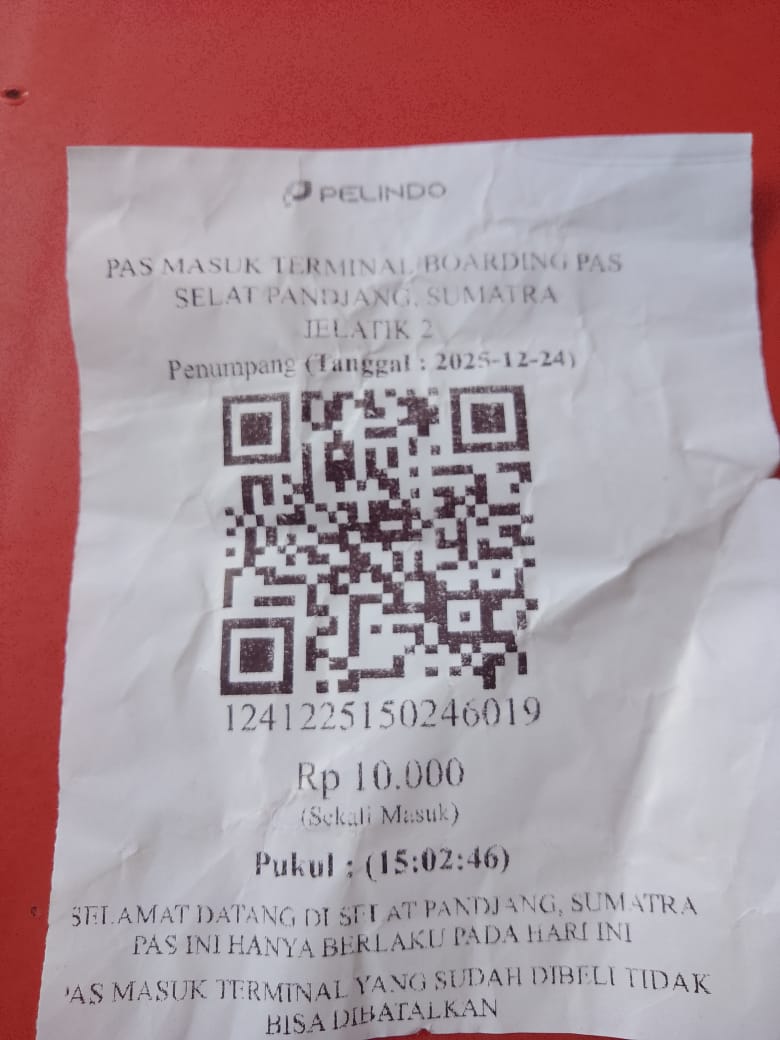 PELINDO
PAS MASUK TERMINAL/BOARDING PAS
SELAT PANDJANG, SUMATRA
JELATIK 2
Penumpang (Tanggal : 2025-12-24)
1241225150246019
Rp 10.000
(Sekali Masuk)
Pukul : (15:02:46)
SELAMAT DATANG DI SELAT PANDJANG, SUMATRA
PAS INI HANYA BERLAKU PADA HARI INI
PAS MASUK TERMINAL YANG SUDAH DIBELI TIDAK
BISA DIBATALKAN